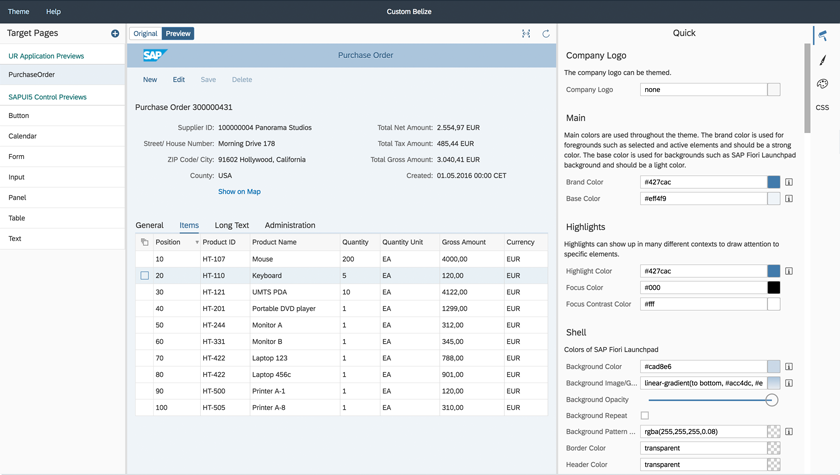 Theme Help Custom Belize
Target Pages
UR Application Previews
PurchaseOrder
SAPUI5 Control Previews
Button
Calendar
Form
Input
Panel
Table
Text
Original Preview
SAP Purchase Order
New Edit Save Delete
Purchase Order 300000431
Supplier ID: 100000004 Panorama Studios Total Net Amount: 2.554,97 EUR
Street/ House Number: Morning Drive 178 Total Tax Amount: 485,44 EUR
ZIP Code/ City: 91602 Hollywood, California Total Gross Amount: 3.040,41 EUR
County: USA Created: 01.05.2016 00:00 CET
Show on Map
General Items Long Text Administration
Position Product ID Product Name Quantity Quantity Unit Gross Amount Currency
10 HT-107 Mouse 200 EA 4000,00 EUR
20 HT-110 Keyboard 5 EA 120,00 EUR
30 HT-121 UMTS PDA 10 EA 4122,00 EUR
40 HT-201 Portable DVD player 1 EA 1299,00 EUR
50 HT-244 Monitor A 1 EA 312,00 EUR
60 HT-331 Monitor B 1 EA 345,00 EUR
70 HT-422 Laptop 123 1 EA 788,00 EUR
80 HT-422 Laptop 456c 1 EA 901,00 EUR
90 HT-500 Printer A-1 1 EA 120,00 EUR
100 HT-505 Printer A-8 1 EA 310,00 EUR
Quick
Company Logo
The company logo can be themed.
Company Logo none
Main
Main colors are used throughout the theme. The brand color is used for
foregrounds such as selected and active elements and should be a strong
color. The base color is used for backgrounds such as SAP Fiori Launchpad
background and should be a light color.
Brand Color #427cac
Base Color #eff4f9
Highlights
Highlights can show up in many different contexts to draw attention to
specific elements.
Highlight Color #427cac
Focus Color #000
Focus Contrast Color #fff
Shell
Colors of SAP Fiori Launchpad
Background Color #cad8e6
Background Image/G... linear-gradient(to bottom, #acc4dc, #e
Background Opacity
Background Repeat
Background Pattern ... rgba(255,255,255,0.08)
Border Color transparent
Header Color transparent
CSS